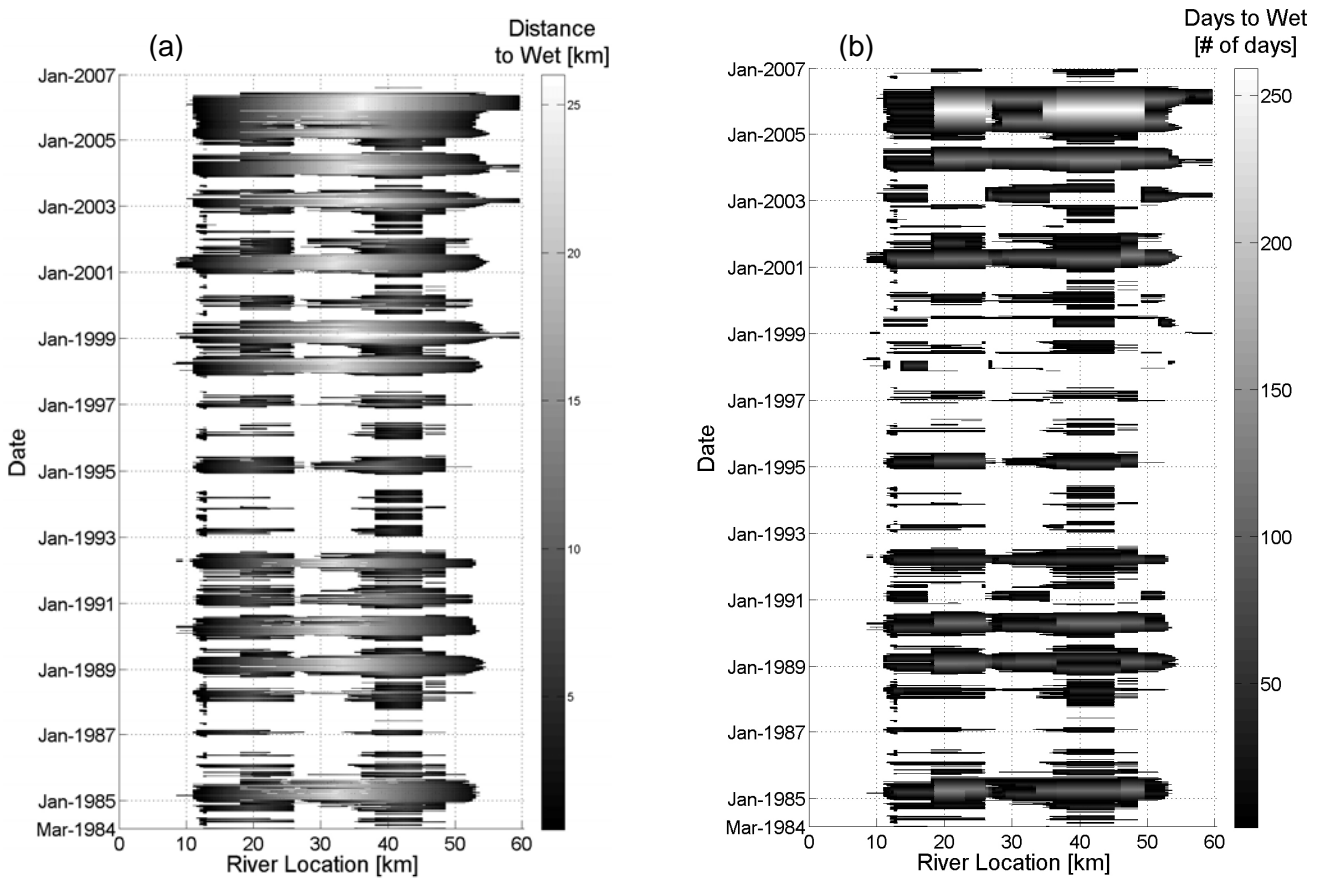 (a)
Distance
to Wet [km]
Jan-2007
Jan-2005
Jan-2003
Jan-2001
Jan-1999
Jan-1997
Jan-1995
Jan-1993
Jan-1991
Jan-1989
Jan-1987
Jan-1985
Mar-1984
Date
0 10 20 30 40 50 60
River Location [km]
25
20
15
10
5
(b)
Days to Wet
[# of days]
Jan-2007
Jan-2005
Jan-2003
Jan-2001
Jan-1999
Jan-1997
Jan-1995
Jan-1993
Jan-1991
Jan-1989
Jan-1987
Jan-1985
Mar-1984
Date
0 10 20 30 40 50 60
River Location [km]
250
200
150
100
50